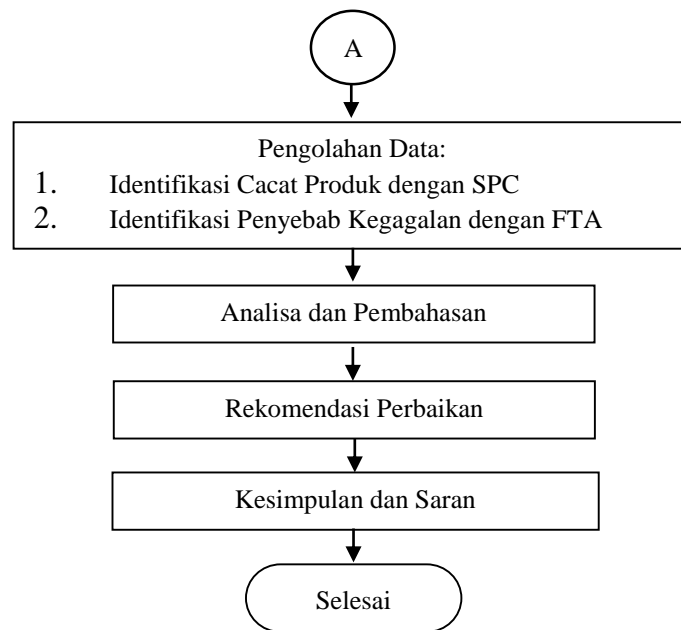 A
Pengolahan Data:
1. Identifikasi Cacat Produk dengan SPC
2. Identifikasi Penyebab Kegagalan dengan FTA
Analisa dan Pembahasan
Rekomendasi Perbaikan
Kesimpulan dan Saran
Selesai